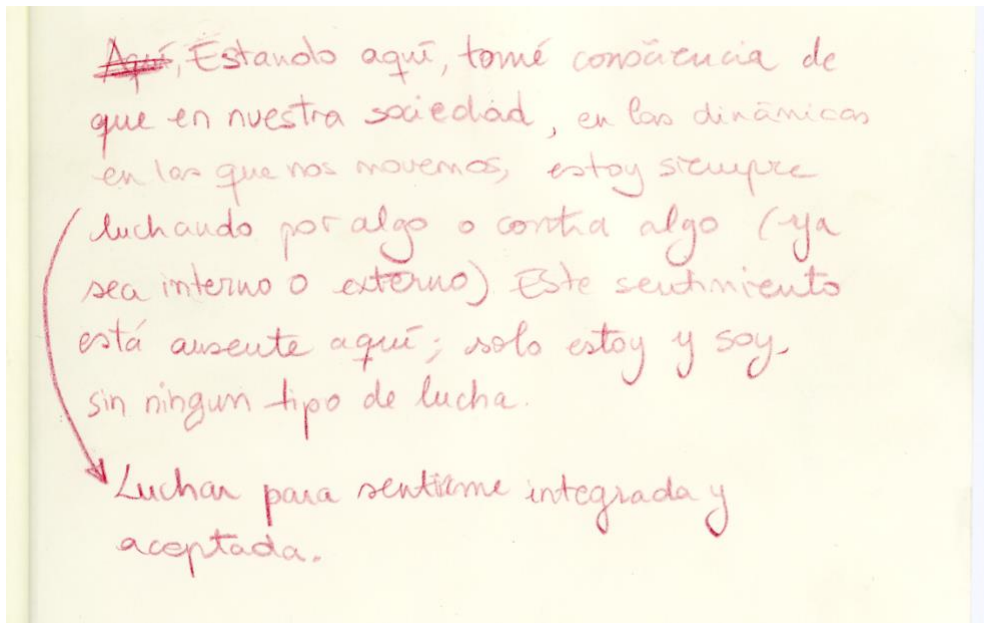 Aquí, Estando aquí, tomé consciencia de
que en nuestra sociedad, en las dinámicas
en las que nos movemos, estoy siempre
luchando por algo o contra algo (ya
sea interno o externo) Este sentimiento
está ausente aquí; solo estoy y soy,
sin ningun tipo de lucha.
Luchar para sentirme integrada y
aceptada.